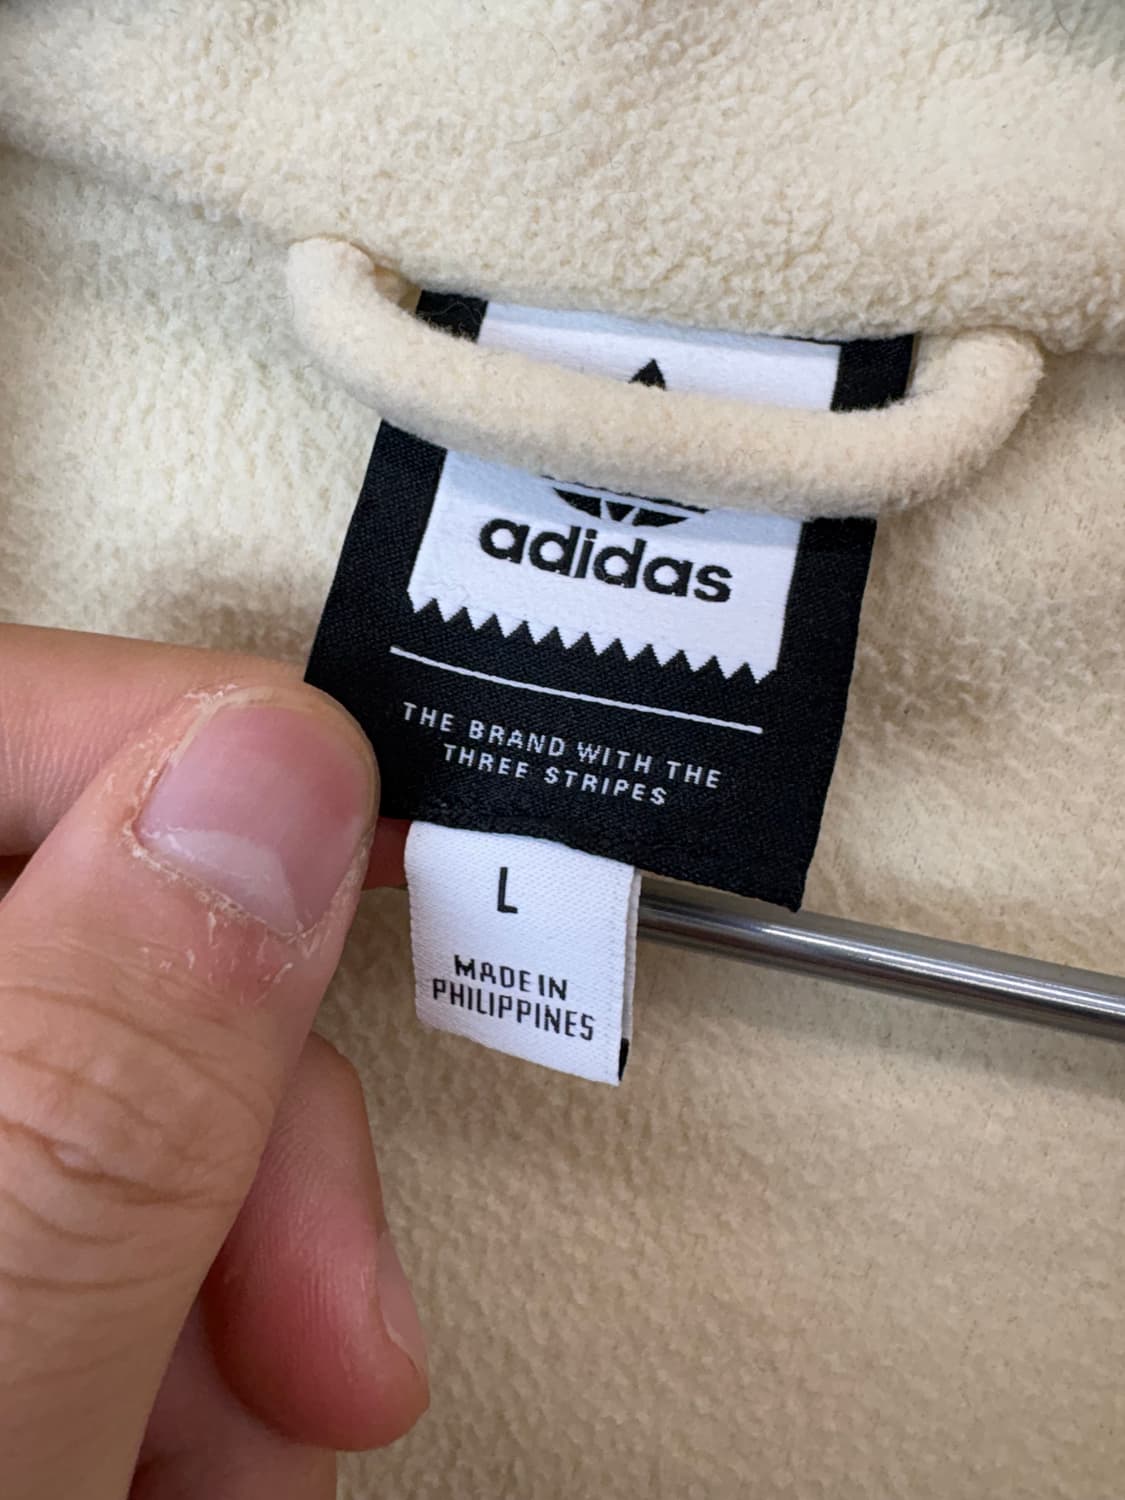 adidas
THE BRAND WITH THE
THREE STRIPES
L
MADE IN
PHILIPPINES